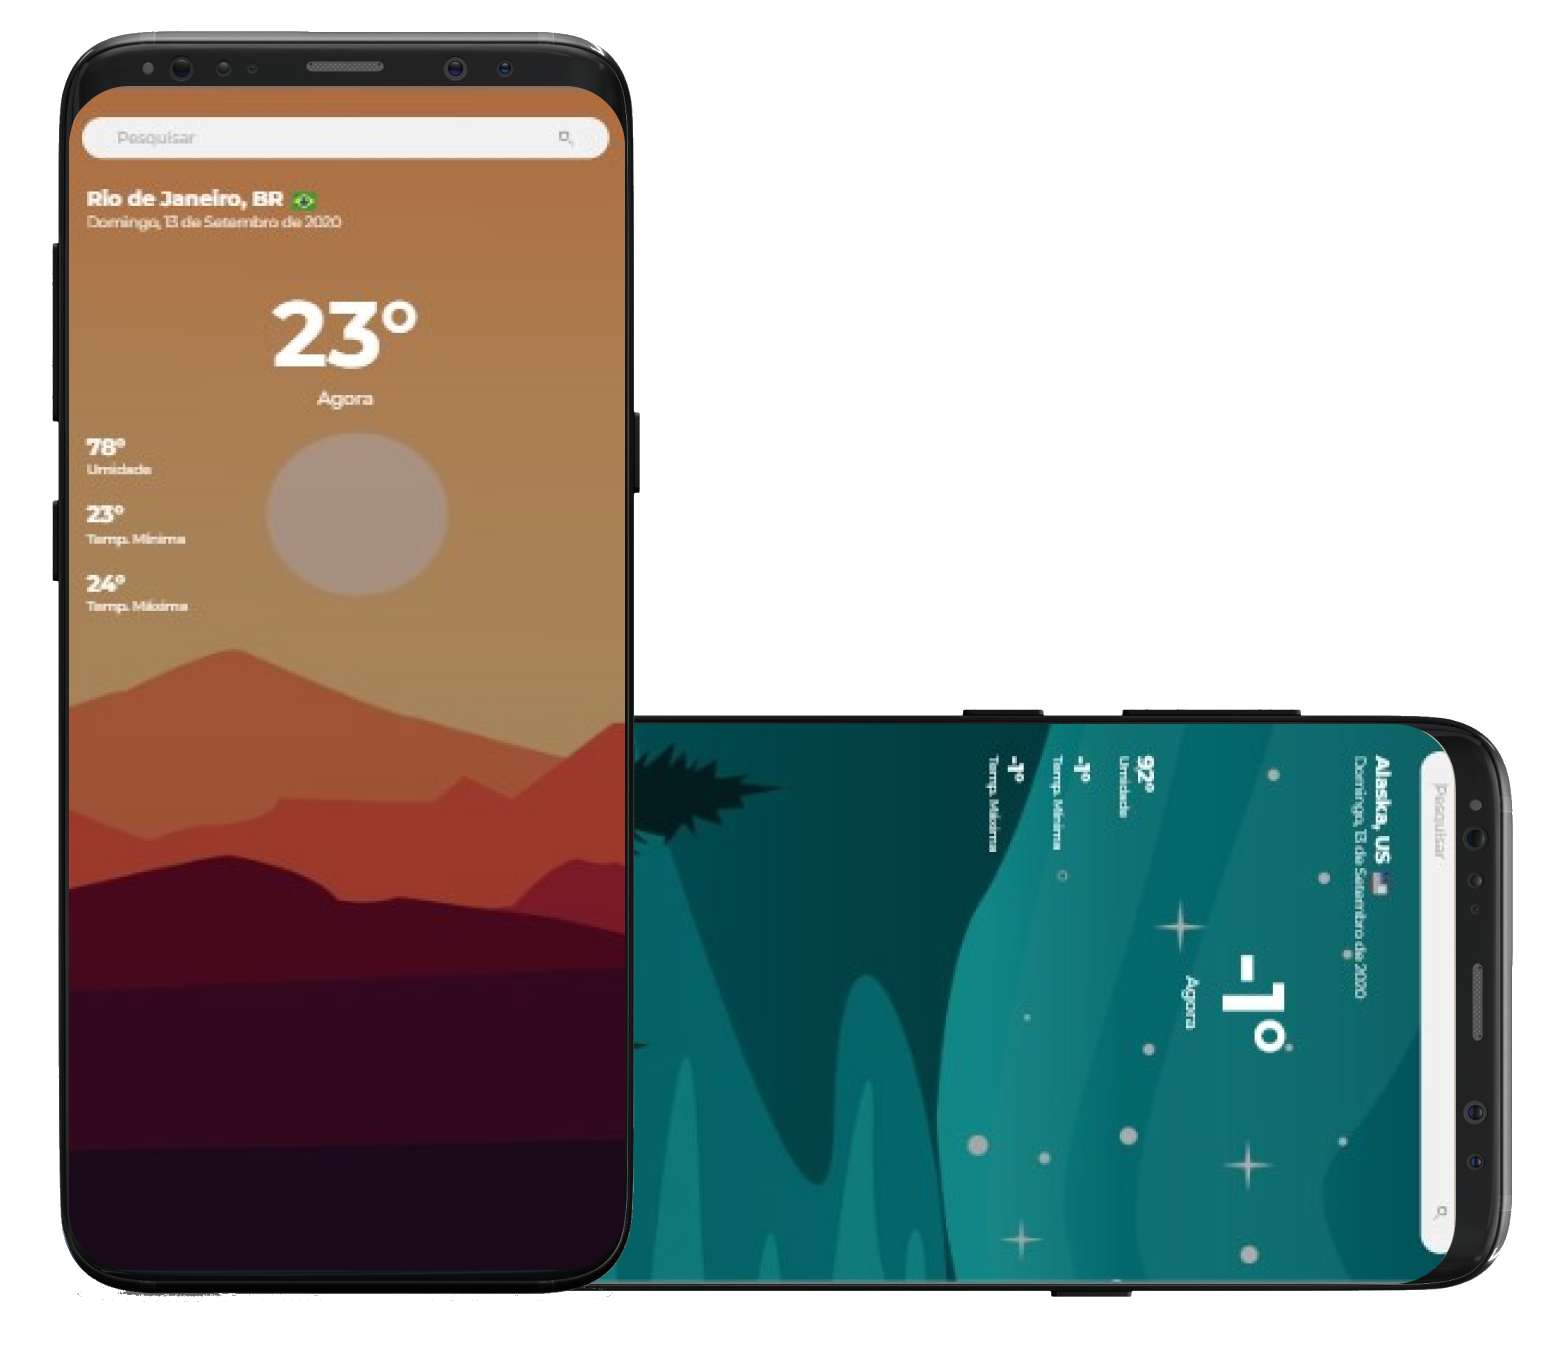 Pesquisar
Rio de Janeiro, BR
Domingo, 13 de Setembro de 2020
23°
Agora
78°
Umidade
23°
Temp. Mínima
24°
Temp. Máxima
Pesquisar
Alaska, US
Domingo, 13 de Setembro de 2020
-1°
Agora
92°
Umidade
-1°
Temp. Mínima
-1°
Temp. Máxima